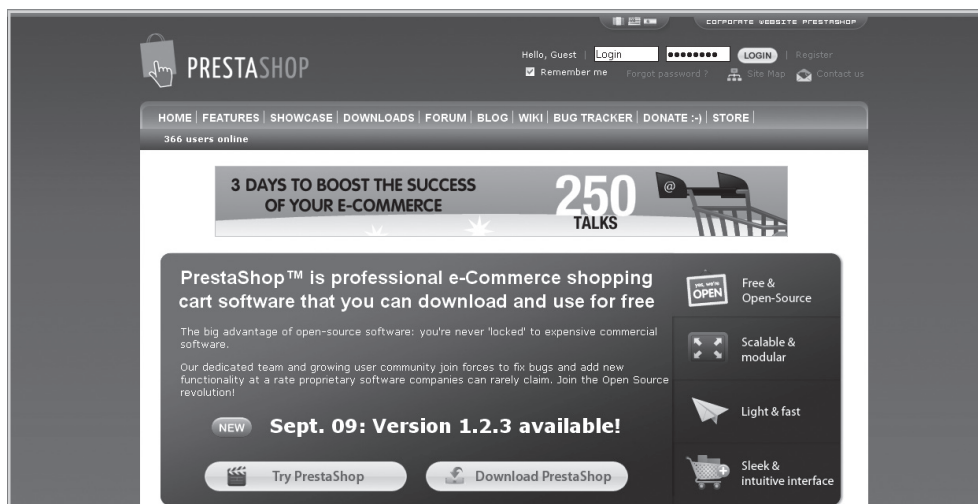 CORPORATE WEBSITE PRESTASHOP
PRESTASHOP
Hello, Guest | Login ●●●●●●●● LOGIN | Register
Remember me Forgot password ? Site Map Contact us
HOME | FEATURES | SHOWCASE | DOWNLOADS | FORUM | BLOG | WIKI | BUG TRACKER | DONATE :-) | STORE |
366 users online
3 DAYS TO BOOST THE SUCCESS
OF YOUR E-COMMERCE
250
TALKS
@
PrestaShop™ is professional e-Commerce shopping
cart software that you can download and use for free
The big advantage of open-source software: you're never 'locked' to expensive commercial
software.
Our dedicated team and growing user community join forces to fix bugs and add new
functionality at a rate proprietary software companies can rarely claim. Join the Open Source
revolution!
NEW Sept. 09: Version 1.2.3 available!
Try PrestaShop Download PrestaShop
YES, WE'RE
OPEN
Free &
Open-Source
Scalable &
modular
Light & fast
Sleek &
intuitive interface